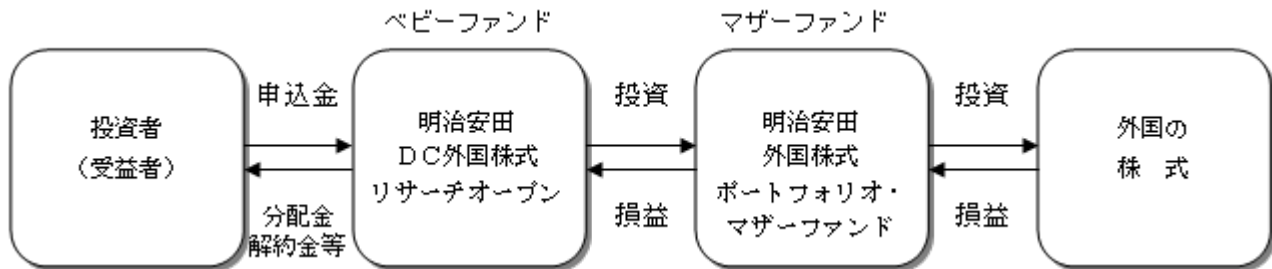 ベビーファンド
マザーファンド
投資者
（受益者）
申込金
分配金
解約金等
明治安田
ＤＣ外国株式
リサーチオープン
投資
損益
明治安田
外国株式
ポートフォリオ・
マザーファンド
投資
損益
外国の
株　式